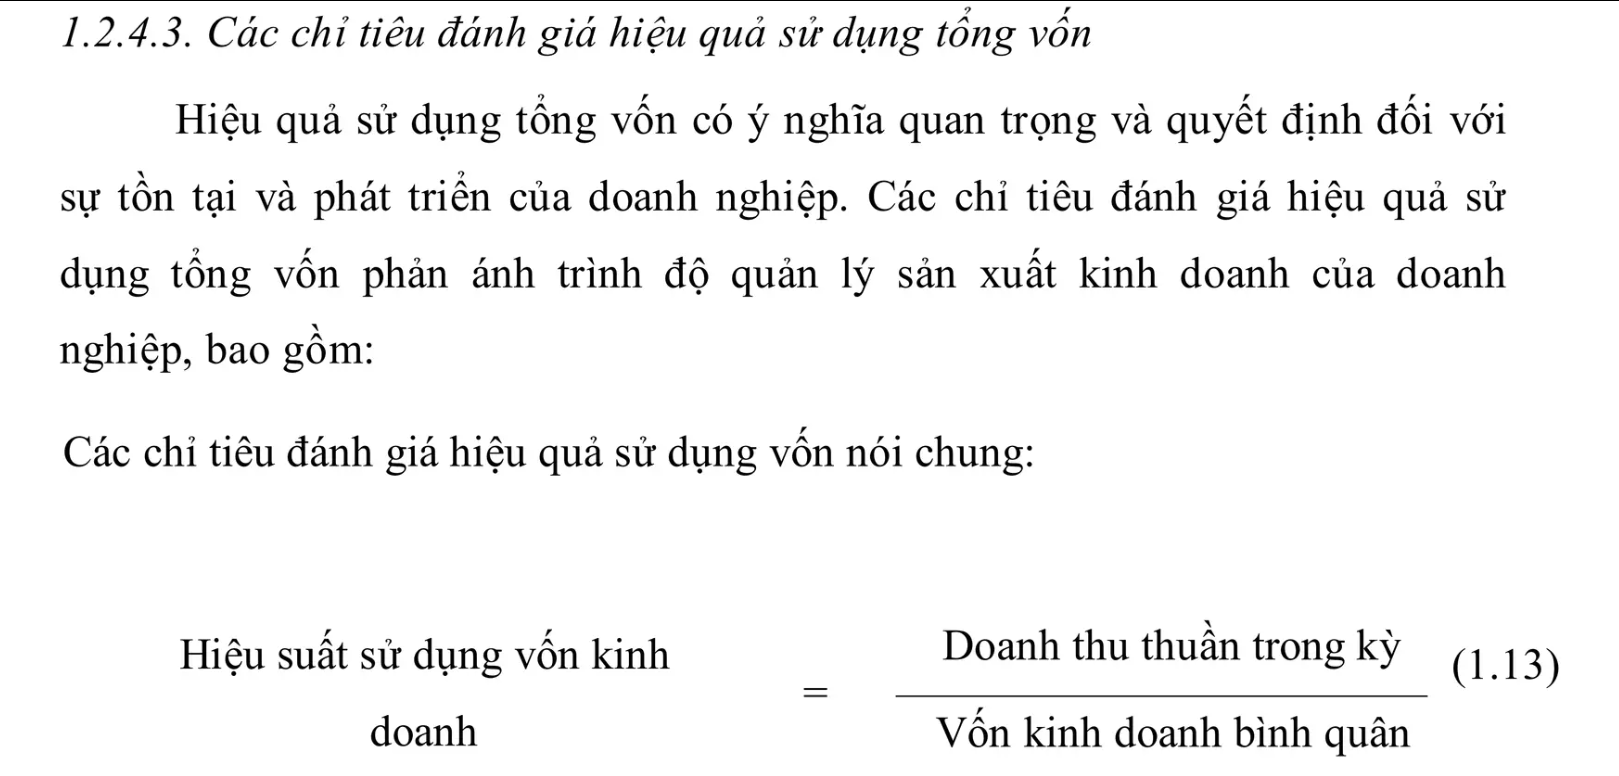 1.2.4.3. Các chỉ tiêu đánh giá hiệu quả sử dụng tổng vốn
Hiệu quả sử dụng tổng vốn có ý nghĩa quan trọng và quyết định đối với
sự tồn tại và phát triển của doanh nghiệp. Các chỉ tiêu đánh giá hiệu quả sử
dụng tổng vốn phản ánh trình độ quản lý sản xuất kinh doanh của doanh
nghiệp, bao gồm:
Các chỉ tiêu đánh giá hiệu quả sử dụng vốn nói chung:
Hiệu suất sử dụng vốn kinh
doanh
=
Doanh thu thuần trong kỳ
Vốn kinh doanh bình quân
(1.13)